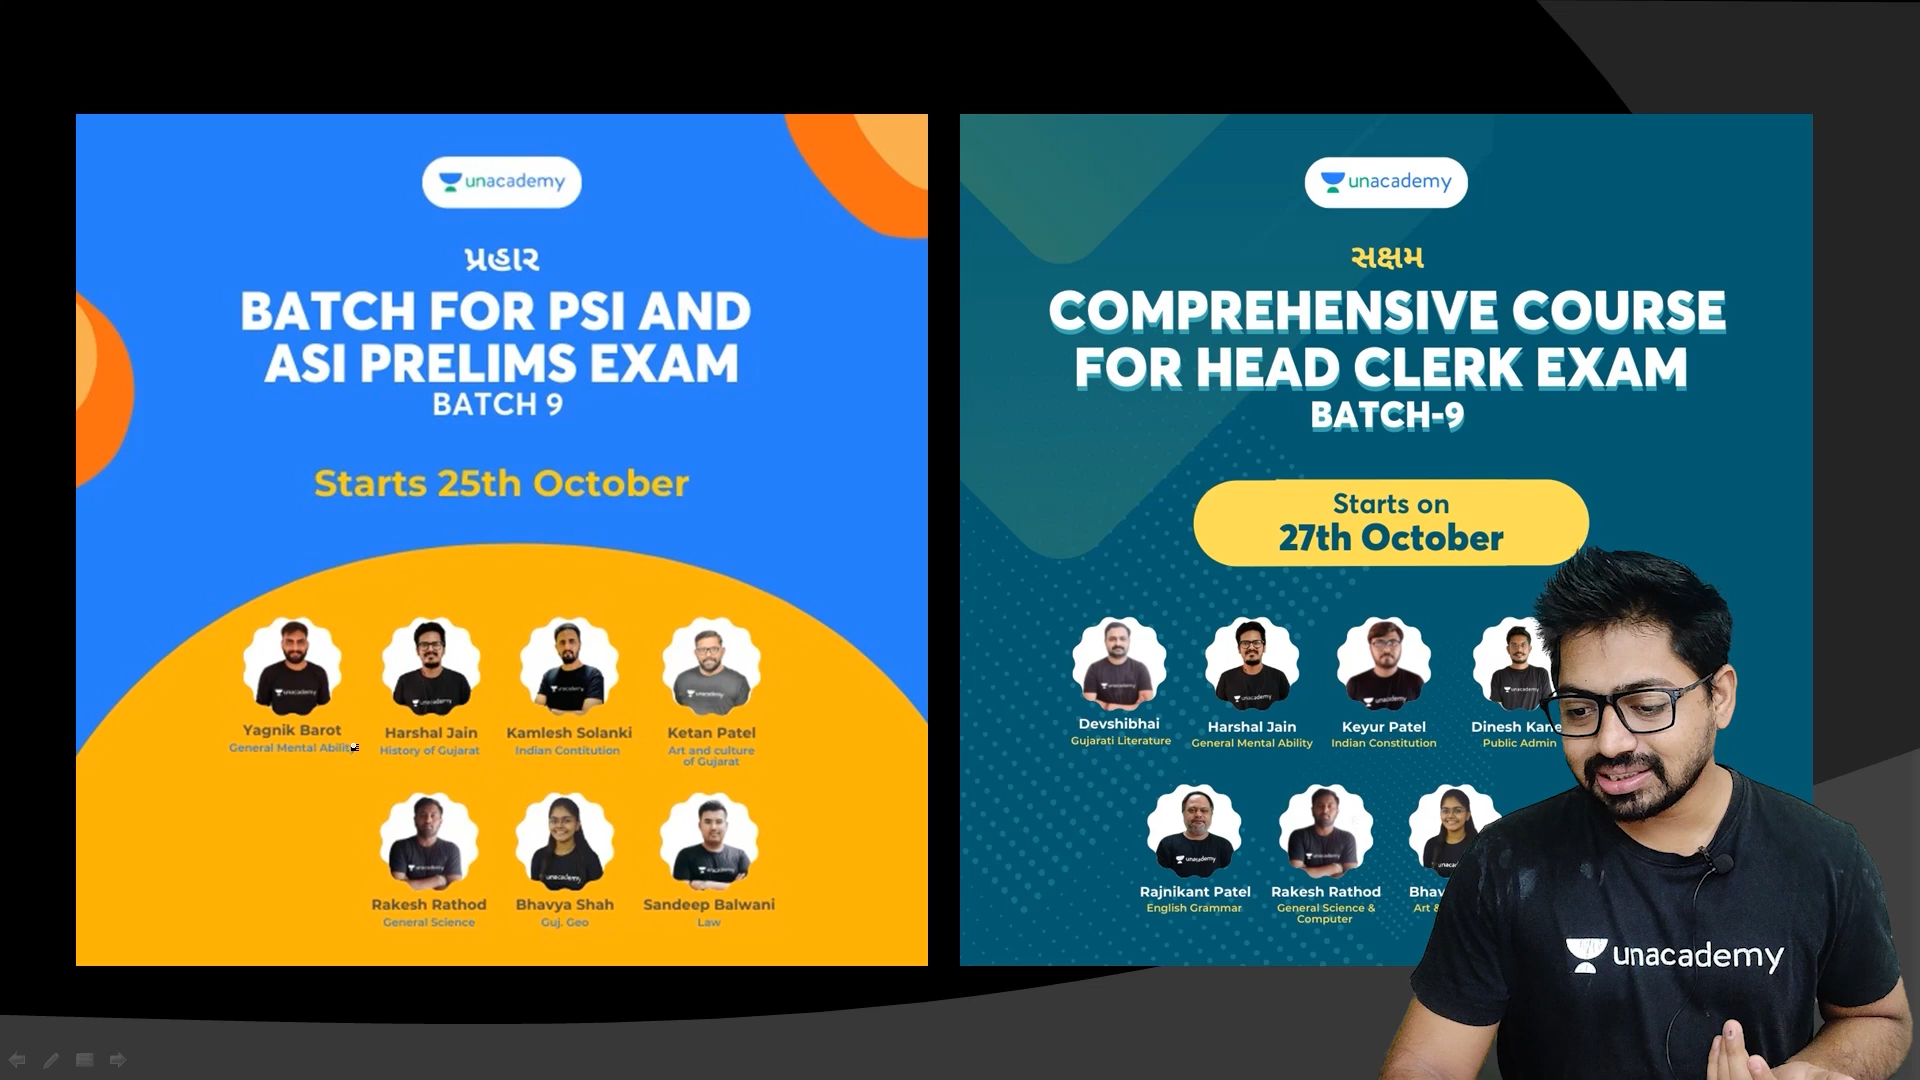 unacademy
પ્રહાર
BATCH FOR PSI AND
ASI PRELIMS EXAM
BATCH 9
Starts 25th October
Yagnik Barot
General Mental Ability
Harshal Jain
History of Gujarat
Kamlesh Solanki
Indian Contitution
Ketan Patel
Art and culture
of Gujarat
Rakesh Rathod
General Science
Bhavya Shah
Guj. Geo
Sandeep Balwani
Law
unacademy
સક્ષમ
COMPREHENSIVE COURSE
FOR HEAD CLERK EXAM
BATCH-9
Starts on
27th October
Devshibhai
Gujarati Literature
Harshal Jain
General Mental Ability
Keyur Patel
Indian Constitution
Dinesh
Public Admin
Rajnikant Patel
English Grammar
Rakesh Rathod
General Science &
Computer
Art
unacademy